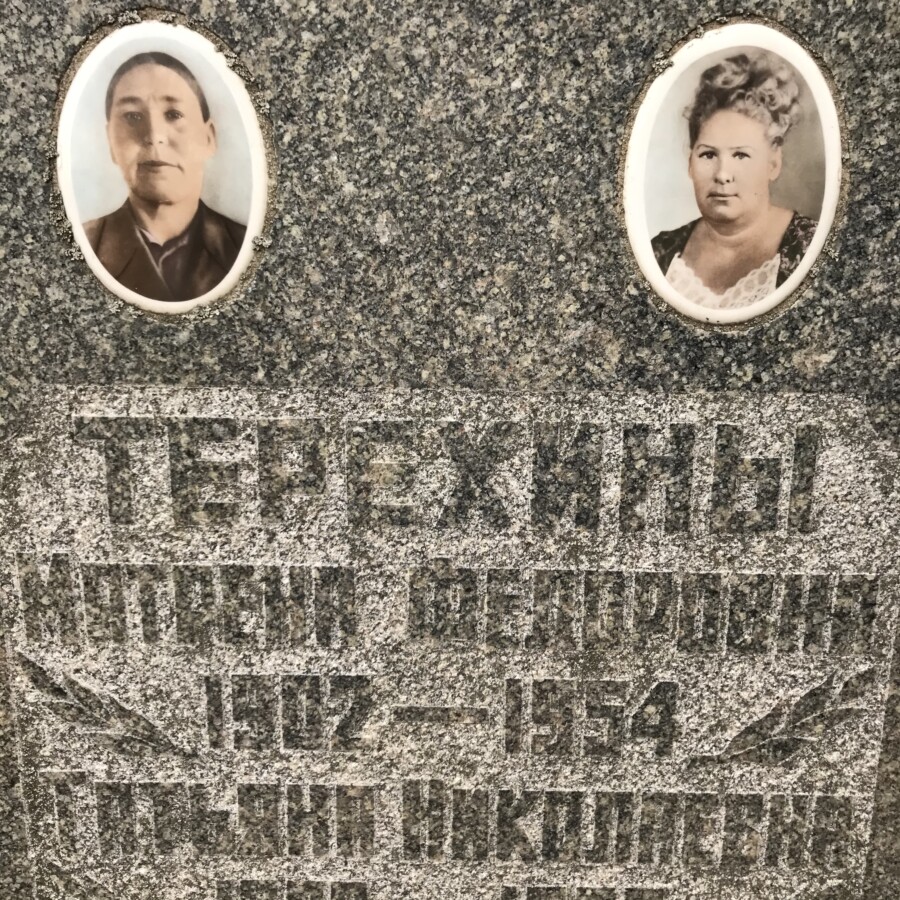 ТЕРЕХИНЫ
МАТРЕНА ФЕДОРОВНА
1902 — 1954
ТАТЬЯНА НИКОЛАЕВНА